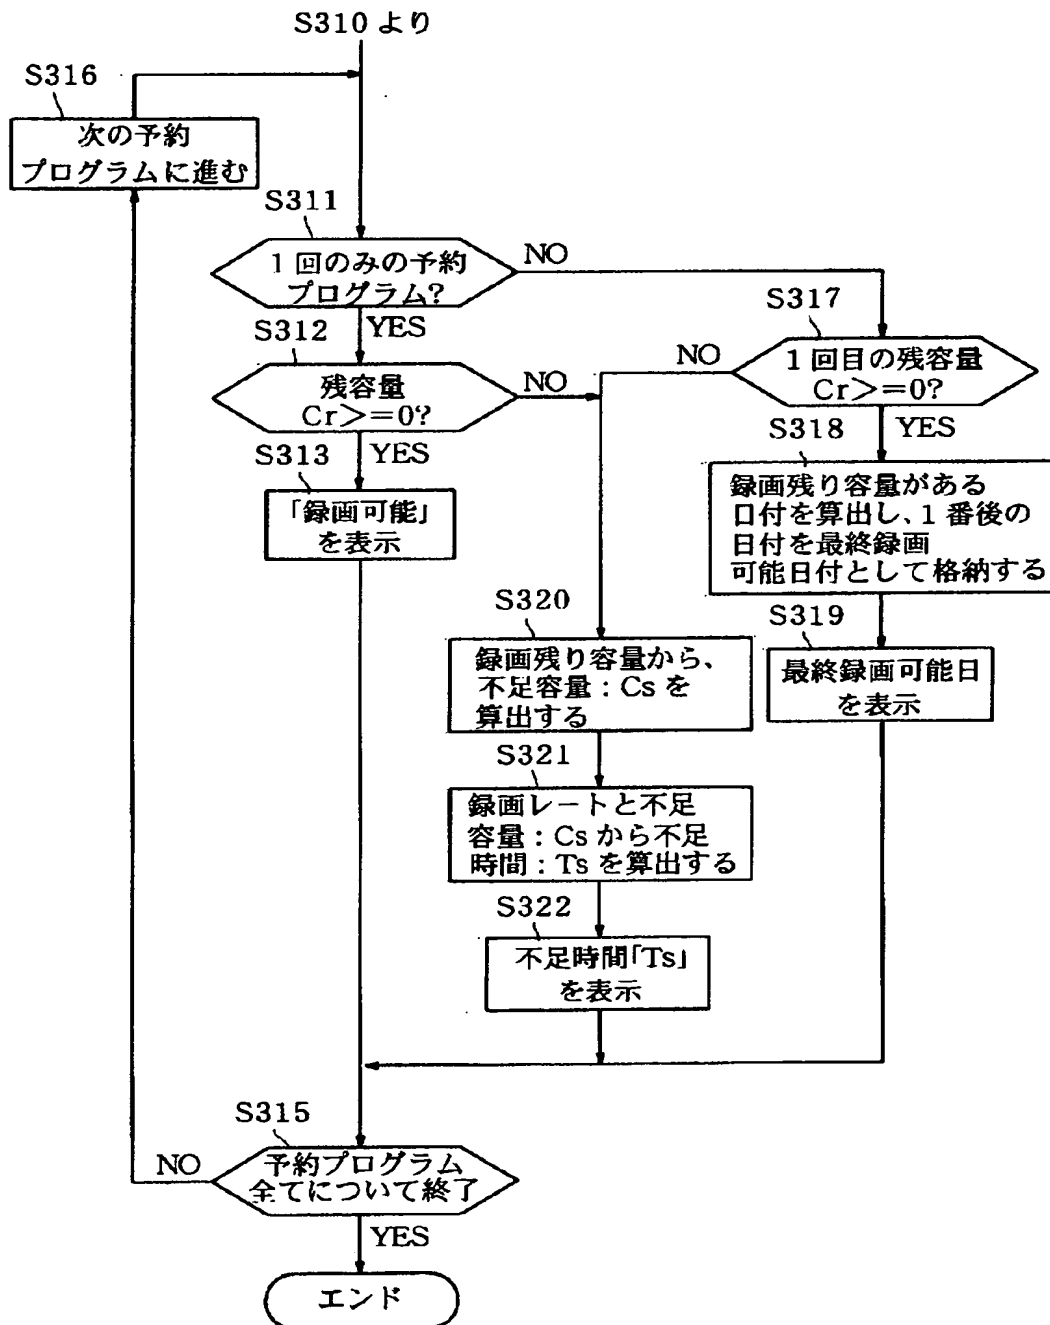 S310 より
S316
次の予約
プログラムに進む
S311
1回のみの予約
プログラム?
NO
YES
S312
残容量
Cr>=0?
NO
YES
S313
「録画可能」
を表示
S317
1回目の残容量
Cr>=0?
NO
YES
S318
録画残り容量がある
日付を算出し、1番後の
日付を最終録画
可能日付として格納する
S319
最終録画可能日
を表示
S320
録画残り容量から、
不足容量:Csを
算出する
S321
録画レートと不足
容量:Csから不足
時間:Tsを算出する
S322
不足時間「Ts」
を表示
S315
予約プログラム
全てについて終了
NO
YES
エンド